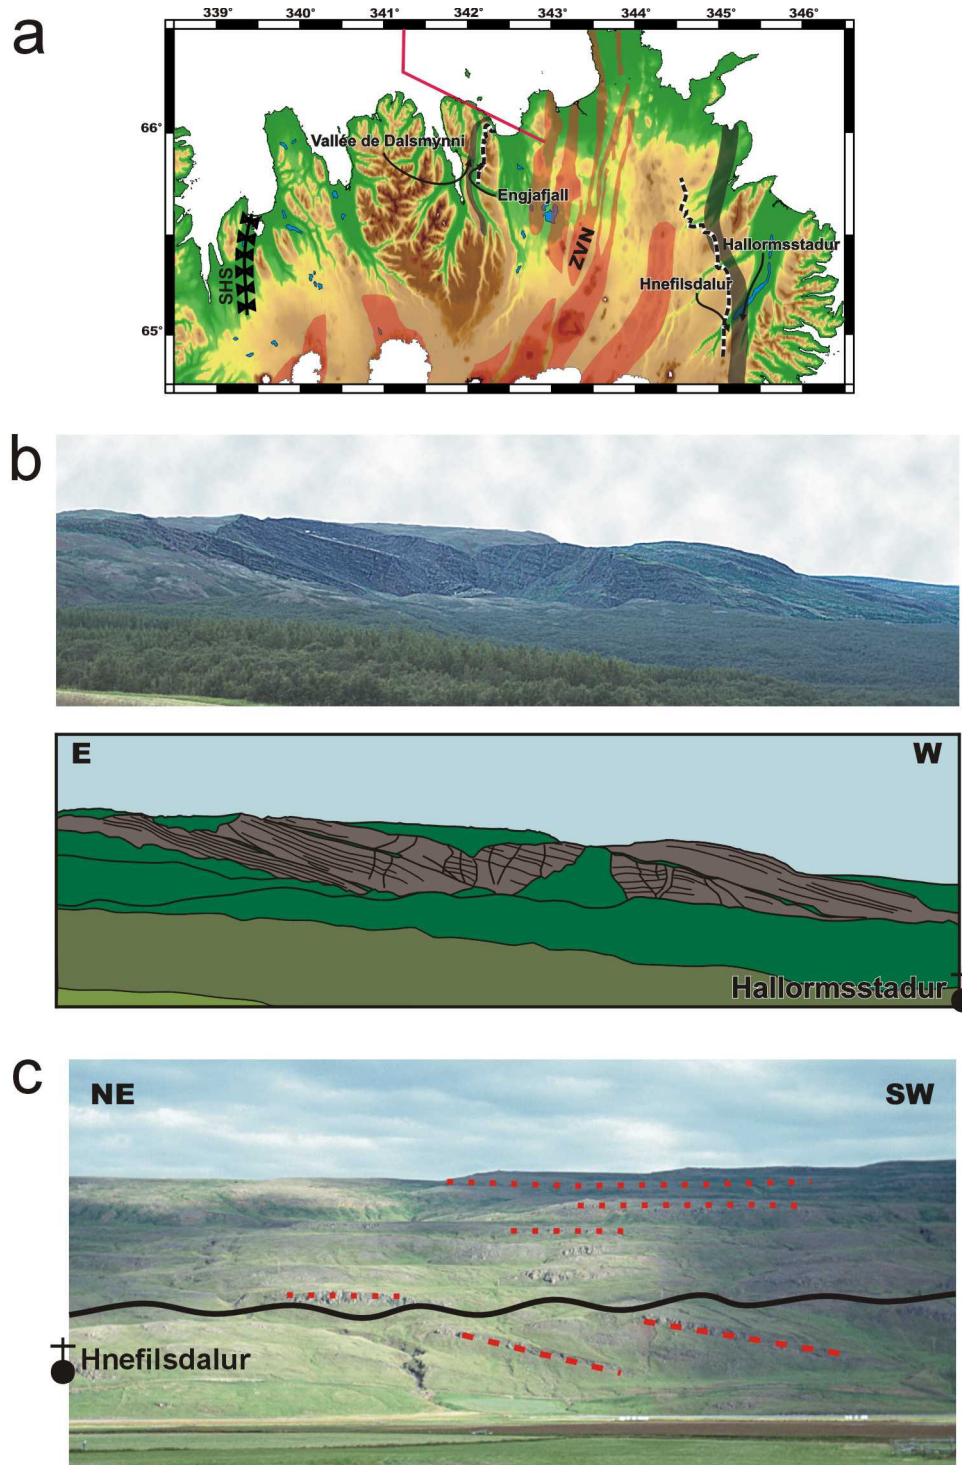 a
339° 340° 341° 342° 343° 344° 345° 346°
66°
Vallée de Dalsmynni
Engjafjall
ZVN
Hallormsstadur
Hnefilsdalur
SHS
65°
b
E W
Hallormsstadur
c
NE SW
Hnefilsdalur